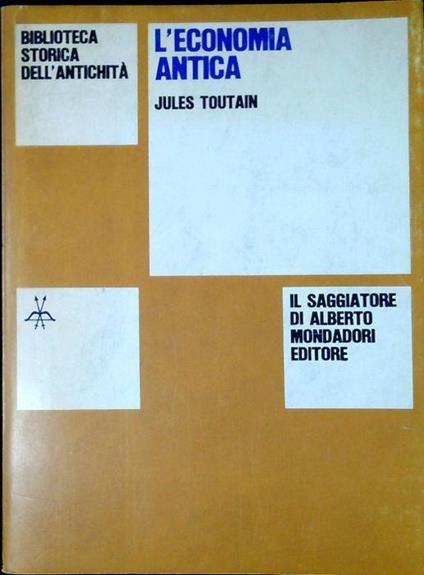 BIBLIOTECA
STORICA
DELL'ANTICHITÀ
L'ECONOMIA
ANTICA
JULES TOUTAIN
IL SAGGIATORE
DI ALBERTO
MONDADORI
EDITORE